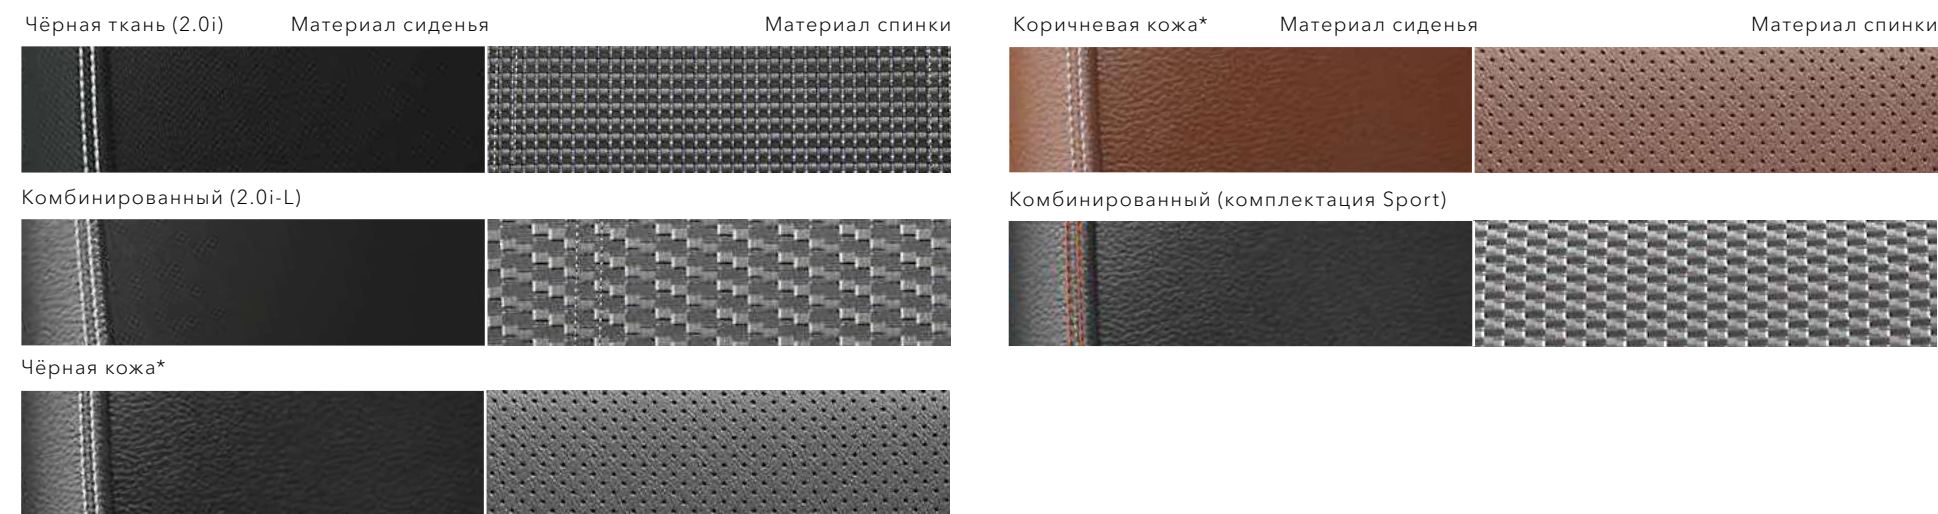 Чёрная ткань (2.0i) Материал сиденья Материал спинки
Комбинированный (2.0i-L)
Чёрная кожа*
Коричневая кожа* Материал сиденья Материал спинки
Комбинированный (комплектация Sport)